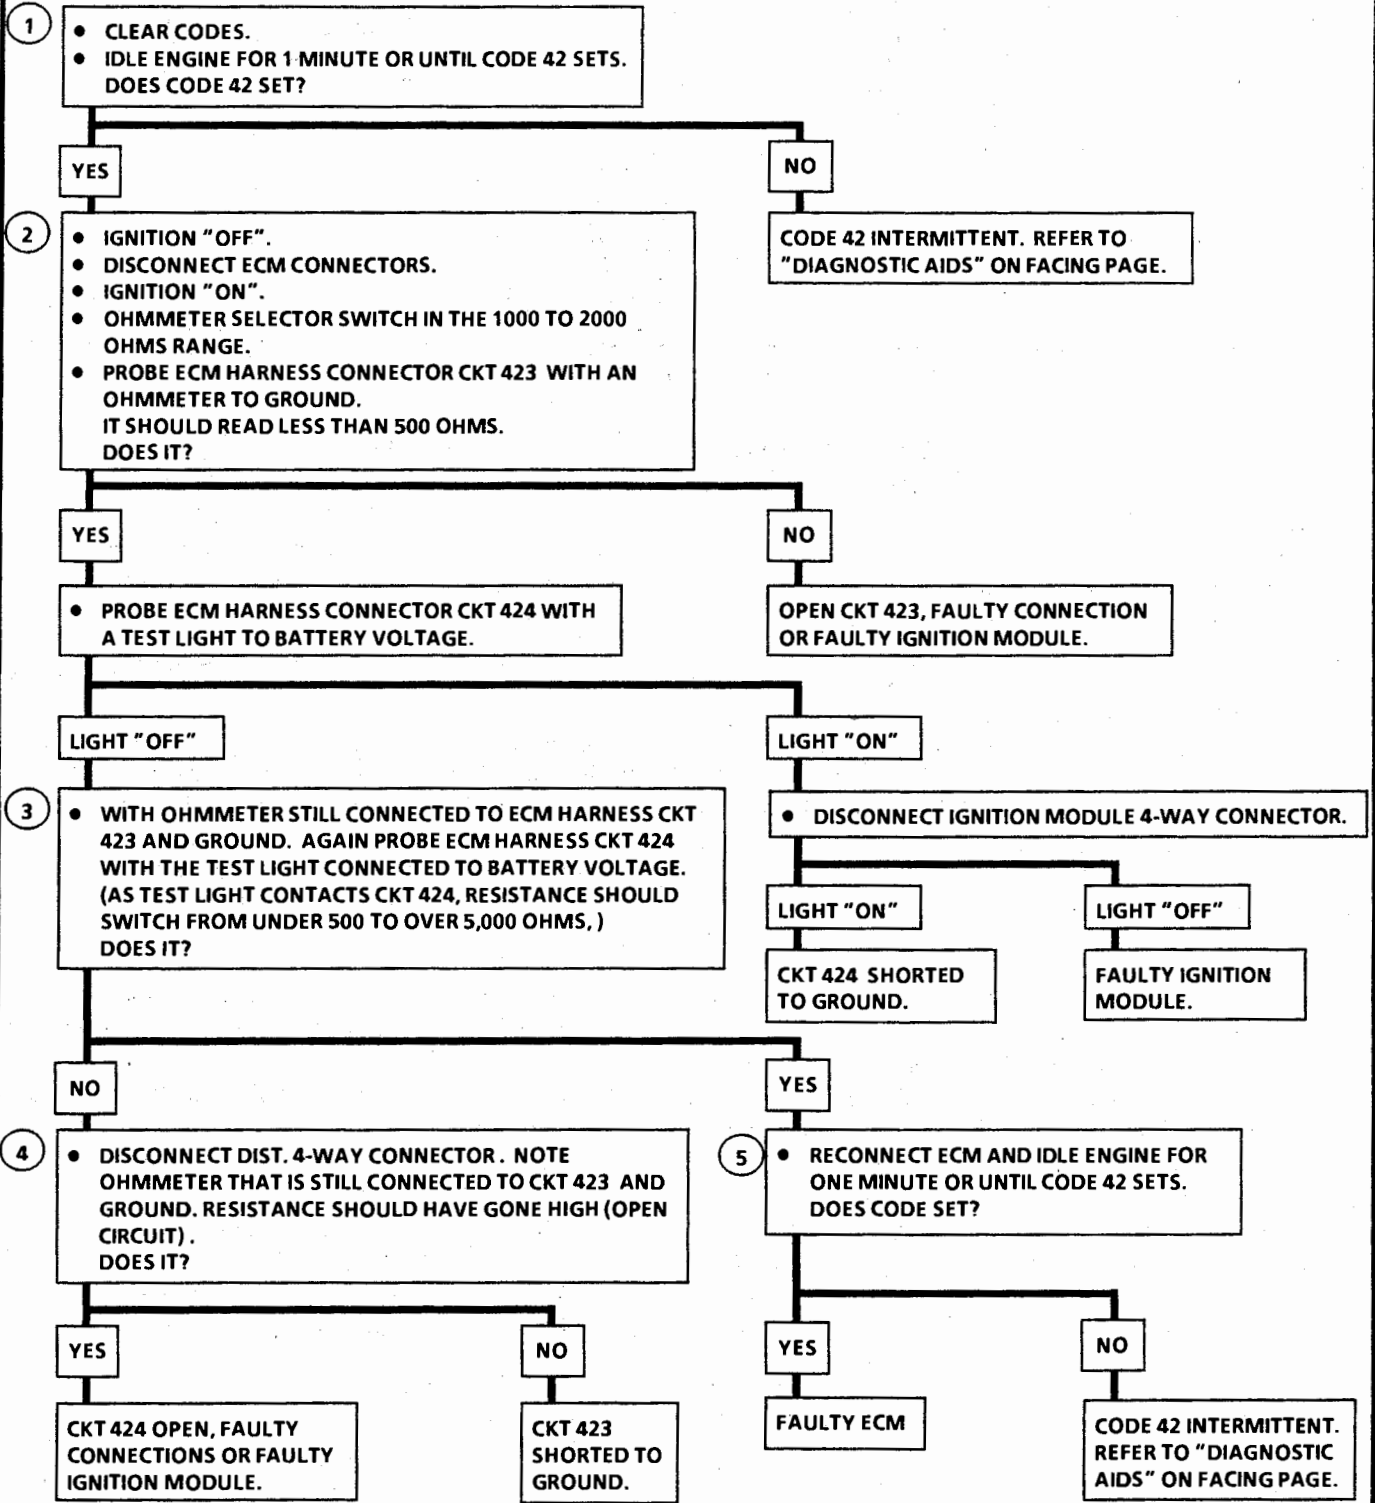 1
● CLEAR CODES.
● IDLE ENGINE FOR 1 MINUTE OR UNTIL CODE 42 SETS.
DOES CODE 42 SET?
YES
NO
2
● IGNITION "OFF".
● DISCONNECT ECM CONNECTORS.
● IGNITION "ON".
● OHMMETER SELECTOR SWITCH IN THE 1000 TO 2000
OHMS RANGE.
● PROBE ECM HARNESS CONNECTOR CKT 423 WITH AN
OHMMETER TO GROUND.
IT SHOULD READ LESS THAN 500 OHMS.
DOES IT?
CODE 42 INTERMITTENT. REFER TO
"DIAGNOSTIC AIDS" ON FACING PAGE.
YES
NO
● PROBE ECM HARNESS CONNECTOR CKT 424 WITH
A TEST LIGHT TO BATTERY VOLTAGE.
OPEN CKT 423, FAULTY CONNECTION
OR FAULTY IGNITION MODULE.
LIGHT "OFF"
LIGHT "ON"
3
● WITH OHMMETER STILL CONNECTED TO ECM HARNESS CKT
423 AND GROUND. AGAIN PROBE ECM HARNESS CKT 424
WITH THE TEST LIGHT CONNECTED TO BATTERY VOLTAGE.
(AS TEST LIGHT CONTACTS CKT 424, RESISTANCE SHOULD
SWITCH FROM UNDER 500 TO OVER 5,000 OHMS, )
DOES IT?
● DISCONNECT IGNITION MODULE 4-WAY CONNECTOR.
LIGHT "ON"
LIGHT "OFF"
CKT 424 SHORTED
TO GROUND.
FAULTY IGNITION
MODULE.
NO
YES
4
● DISCONNECT DIST. 4-WAY CONNECTOR. NOTE
OHMMETER THAT IS STILL CONNECTED TO CKT 423 AND
GROUND. RESISTANCE SHOULD HAVE GONE HIGH (OPEN
CIRCUIT).
DOES IT?
5
● RECONNECT ECM AND IDLE ENGINE FOR
ONE MINUTE OR UNTIL CODE 42 SETS.
DOES CODE SET?
YES
NO
YES
NO
CKT 424 OPEN, FAULTY
CONNECTIONS OR FAULTY
IGNITION MODULE.
CKT 423
SHORTED TO
GROUND.
FAULTY ECM
CODE 42 INTERMITTENT.
REFER TO "DIAGNOSTIC
AIDS" ON FACING PAGE.